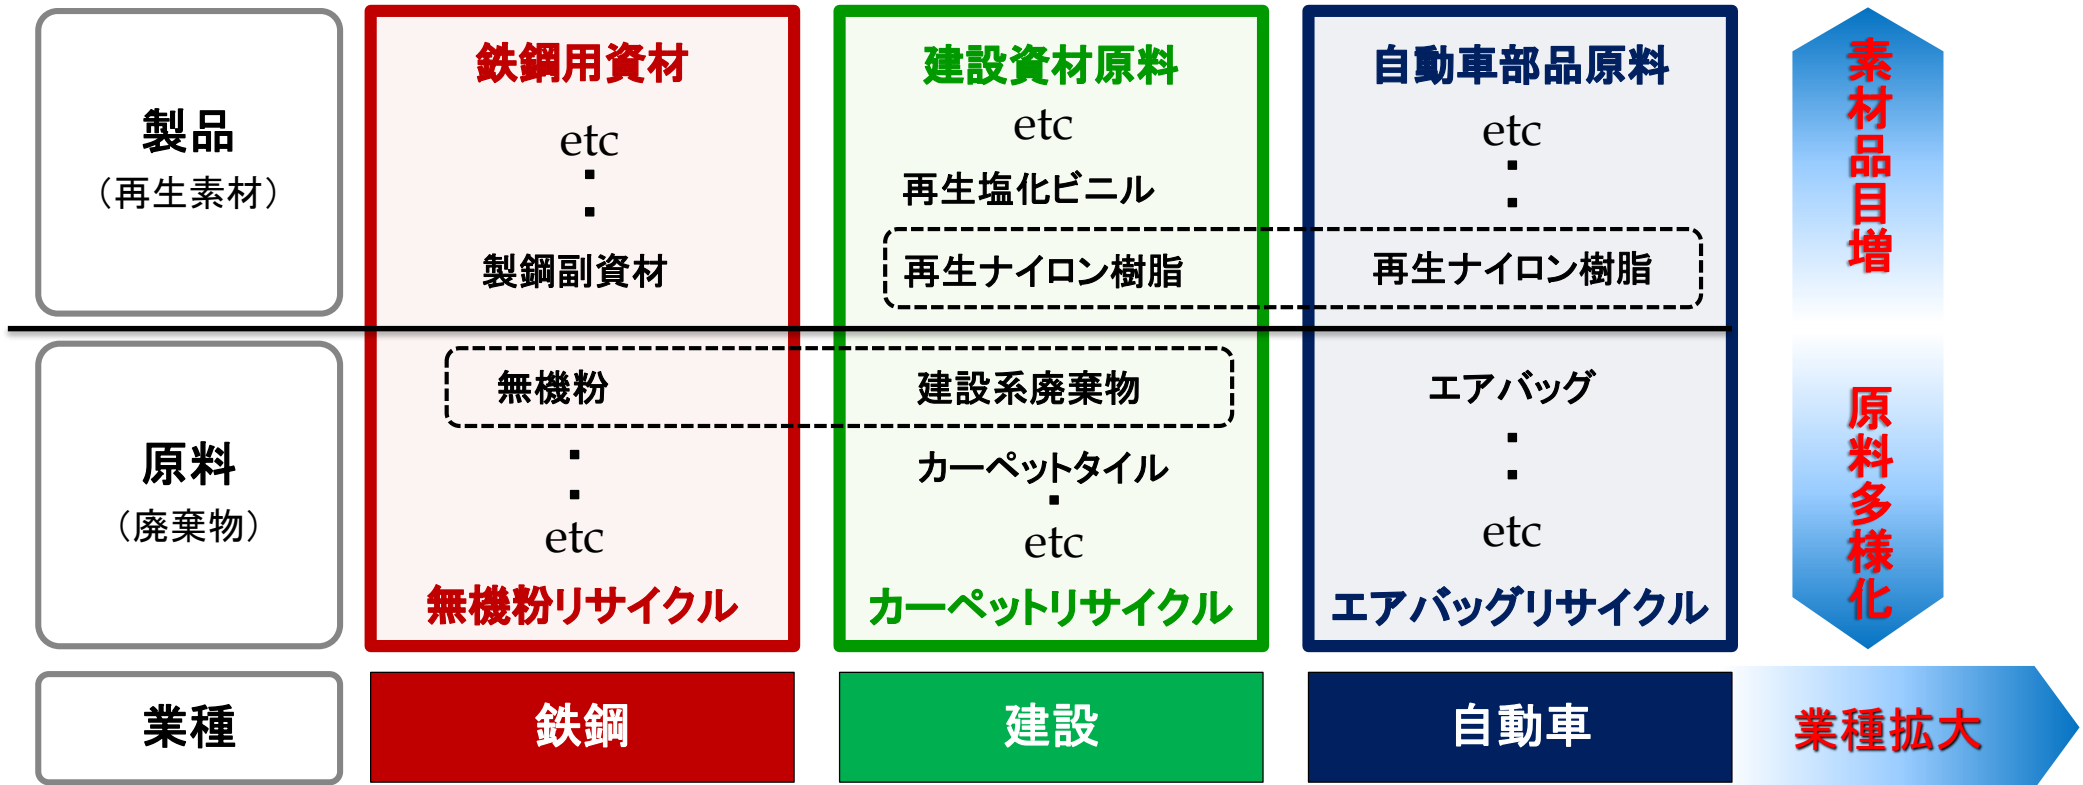 製品
（再生素材）
鉄鋼用資材
etc
・
・
製鋼副資材
建設資材原料
etc
再生塩化ビニル
再生ナイロン樹脂
自動車部品原料
etc
・
・
再生ナイロン樹脂
素材品目増
原料
（廃棄物）
無機粉
・
・
etc
無機粉リサイクル
建設系廃棄物
カーペットタイル
・
etc
カーペットリサイクル
エアバッグ
・
・
etc
エアバッグリサイクル
原料多様化
業種
鉄鋼
建設
自動車
業種拡大